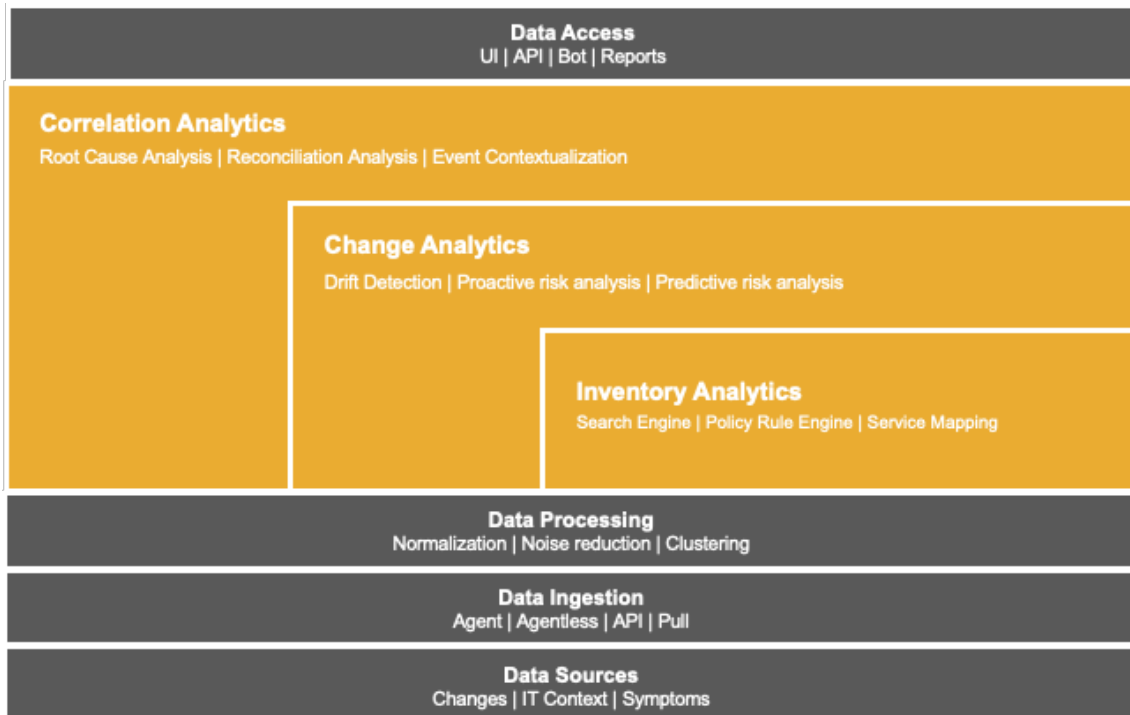 Data Access
UI | API | Bot | Reports
Correlation Analytics
Root Cause Analysis | Reconciliation Analysis | Event Contextualization
Change Analytics
Drift Detection | Proactive risk analysis | Predictive risk analysis
Inventory Analytics
Search Engine | Policy Rule Engine | Service Mapping
Data Processing
Normalization | Noise reduction | Clustering
Data Ingestion
Agent | Agentless | API | Pull
Data Sources
Changes | IT Context | Symptoms